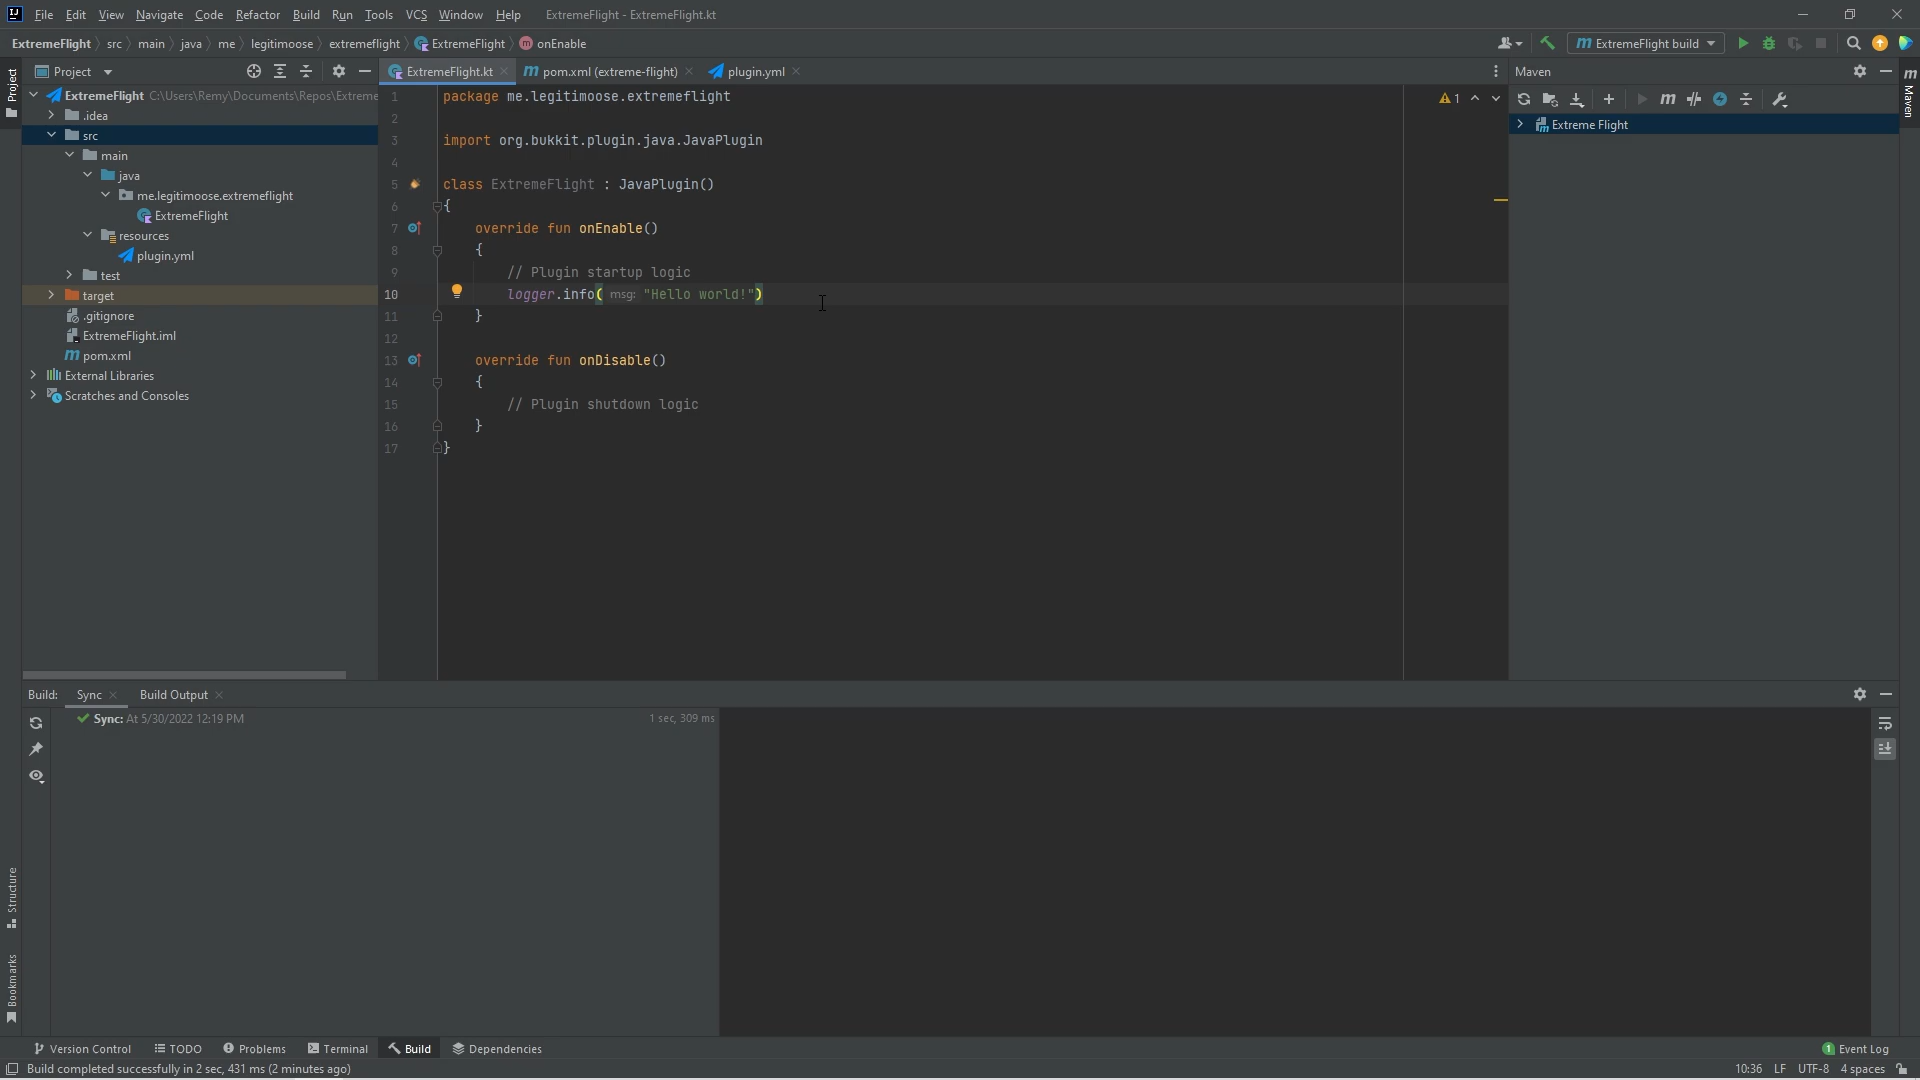 File Edit View Navigate Code Refactor Build Run Tools VCS Window Help ExtremeFlight - ExtremeFlight.kt
ExtremeFlight src main java me legitimoose extremeflight ExtremeFlight onEnable ExtremeFlight build
Project ExtremeFlight.kt pom.xml (extreme-flight) plugin.yml Maven
Project
Maven
ExtremeFlight C:\Users\Remy\Documents\Repos\Extreme
.idea
src
main
java
me.legitimoose.extremeflight
ExtremeFlight
resources
plugin.yml
test
target
.gitignore
ExtremeFlight.iml
pom.xml
External Libraries
Scratches and Consoles
1 package me.legitimoose.extremeflight
2
3 import org.bukkit.plugin.java.JavaPlugin
4
5 class ExtremeFlight : JavaPlugin()
6 {
7 override fun onEnable()
8 {
9 // Plugin startup logic
10 logger.info( msg: "Hello world!")
11 }
12
13 override fun onDisable()
14 {
15 // Plugin shutdown logic
16 }
17 }
1
Extreme Flight
Build: Sync Build Output
Sync: At 5/30/2022 12:19 PM 1 sec, 309 ms
Structure
Bookmarks
Version Control TODO Problems Terminal Build Dependencies 1 Event Log
Build completed successfully in 2 sec, 431 ms (2 minutes ago) 10:36 LF UTF-8 4 spaces